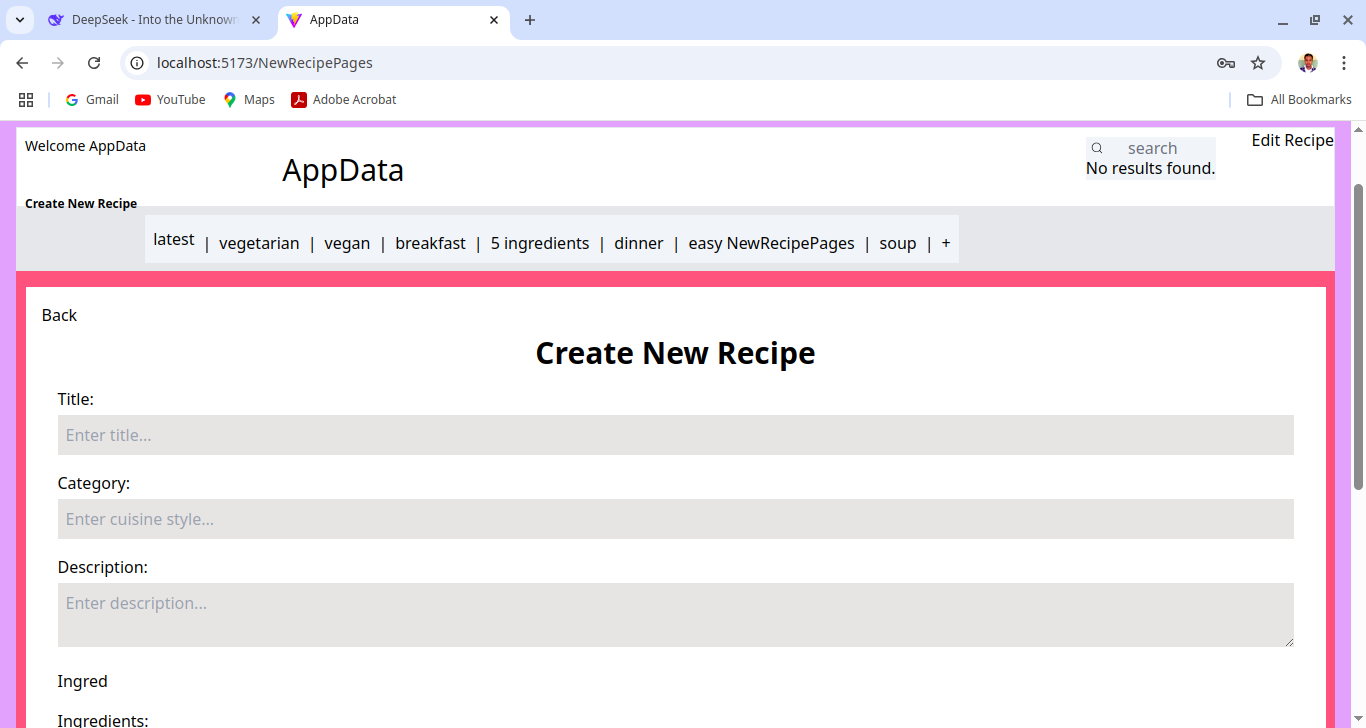 DeepSeek - Into the Unknown
AppData
localhost:5173/NewRecipePages
Gmail
YouTube
Maps
Adobe Acrobat
All Bookmarks
Welcome AppData
AppData
search
No results found.
Edit Recipe
Create New Recipe
latest | vegetarian | vegan | breakfast | 5 ingredients | dinner | easy NewRecipePages | soup | +
Back
Create New Recipe
Title:
Enter title...
Category:
Enter cuisine style...
Description:
Enter description...
Ingred
Ingredients: